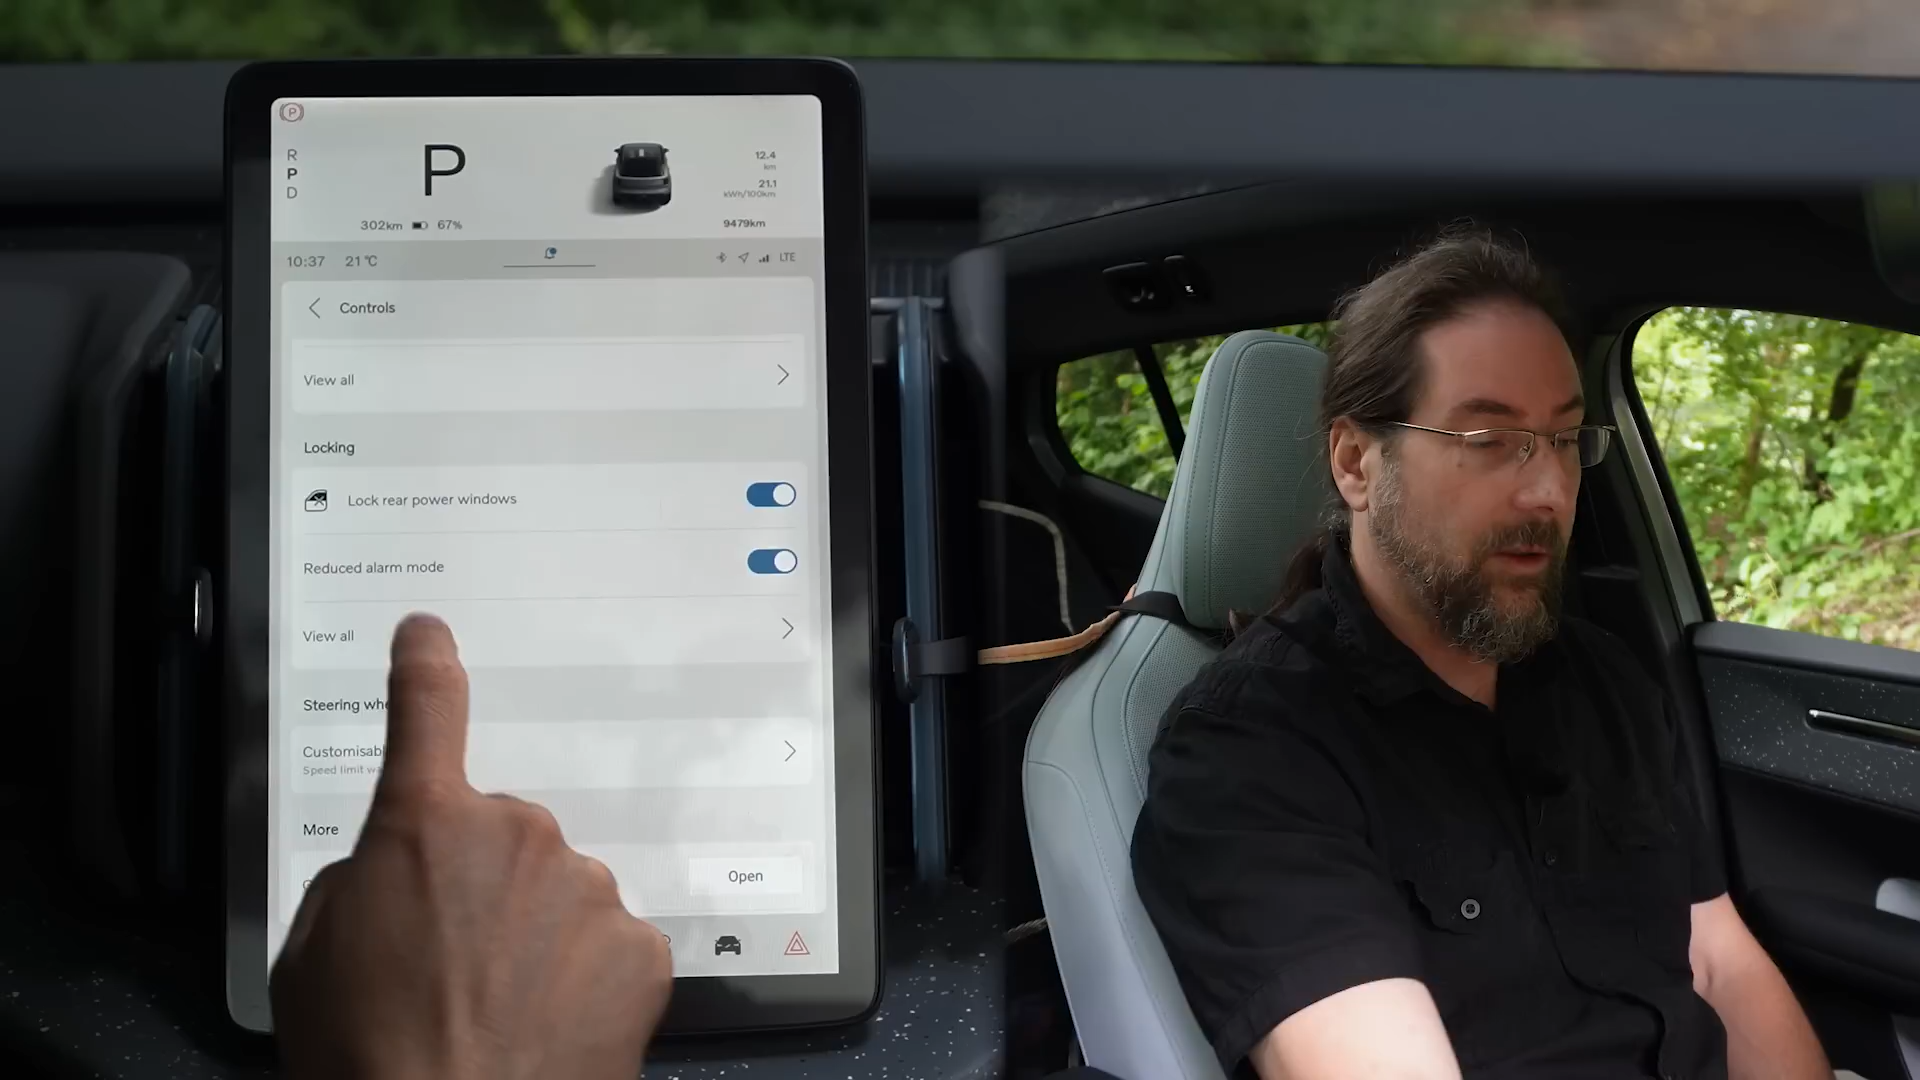 P
R
P
D
P
12.4
km
21.1
kWh/100km
302km 67%
9479km
10:37 21°C
LTE
Controls
View all
Locking
Lock rear power windows
Reduced alarm mode
View all
Steering
Speed limit
More
Open